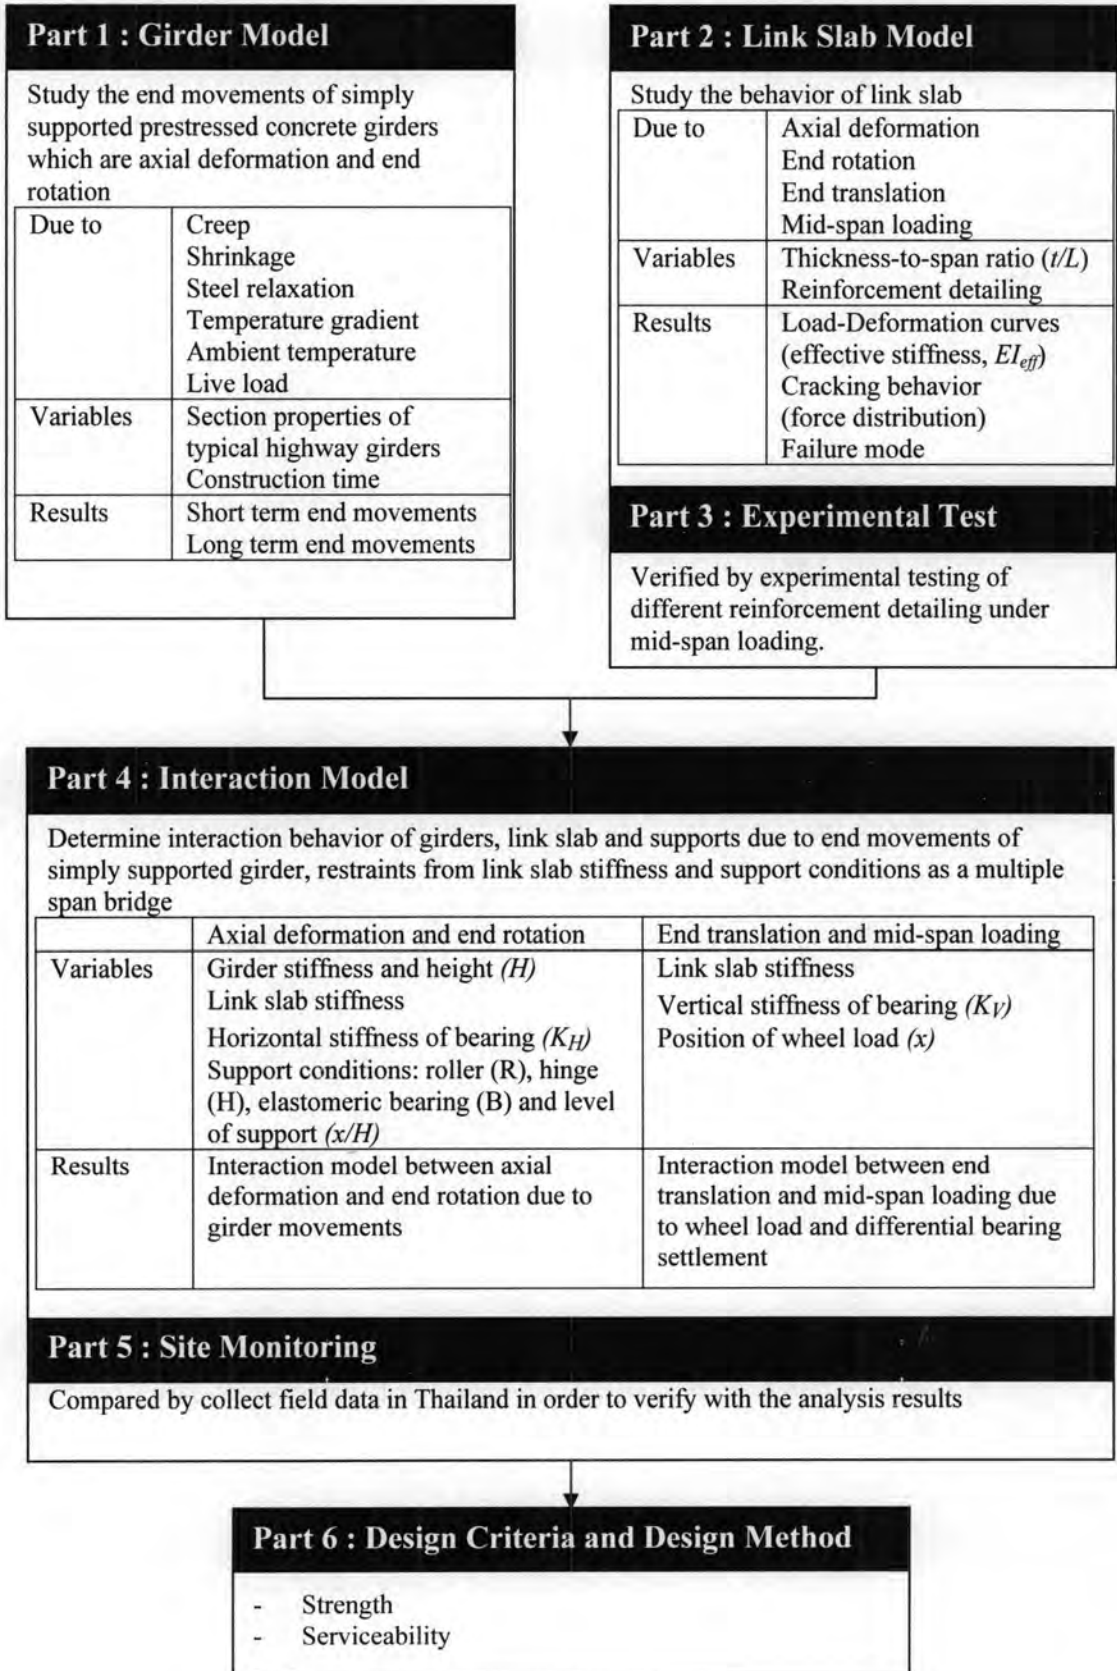 Part 1 : Girder Model
Study the end movements of simply
supported prestressed concrete girders
which are axial deformation and end
rotation
Due to Creep
Shrinkage
Steel relaxation
Temperature gradient
Ambient temperature
Live load
Variables Section properties of
typical highway girders
Construction time
Results Short term end movements
Long term end movements
Part 2 : Link Slab Model
Study the behavior of link slab
Due to Axial deformation
End rotation
End translation
Mid-span loading
Variables Thickness-to-span ratio (t/L)
Reinforcement detailing
Results Load-Deformation curves
(effective stiffness, EIeff)
Cracking behavior
(force distribution)
Failure mode
Part 3 : Experimental Test
Verified by experimental testing of
different reinforcement detailing under
mid-span loading.
Part 4 : Interaction Model
Determine interaction behavior of girders, link slab and supports due to end movements of
simply supported girder, restraints from link slab stiffness and support conditions as a multiple
span bridge
Axial deformation and end rotation End translation and mid-span loading
Variables Girder stiffness and height (H) Link slab stiffness
Link slab stiffness Vertical stiffness of bearing (KV)
Horizontal stiffness of bearing (KH) Position of wheel load (x)
Support conditions: roller (R), hinge
(H), elastomeric bearing (B) and level
of support (x/H)
Results Interaction model between axial Interaction model between end
deformation and end rotation due to translation and mid-span loading due
girder movements to wheel load and differential bearing
settlement
Part 5 : Site Monitoring
Compared by collect field data in Thailand in order to verify with the analysis results
Part 6 : Design Criteria and Design Method
- Strength
- Serviceability